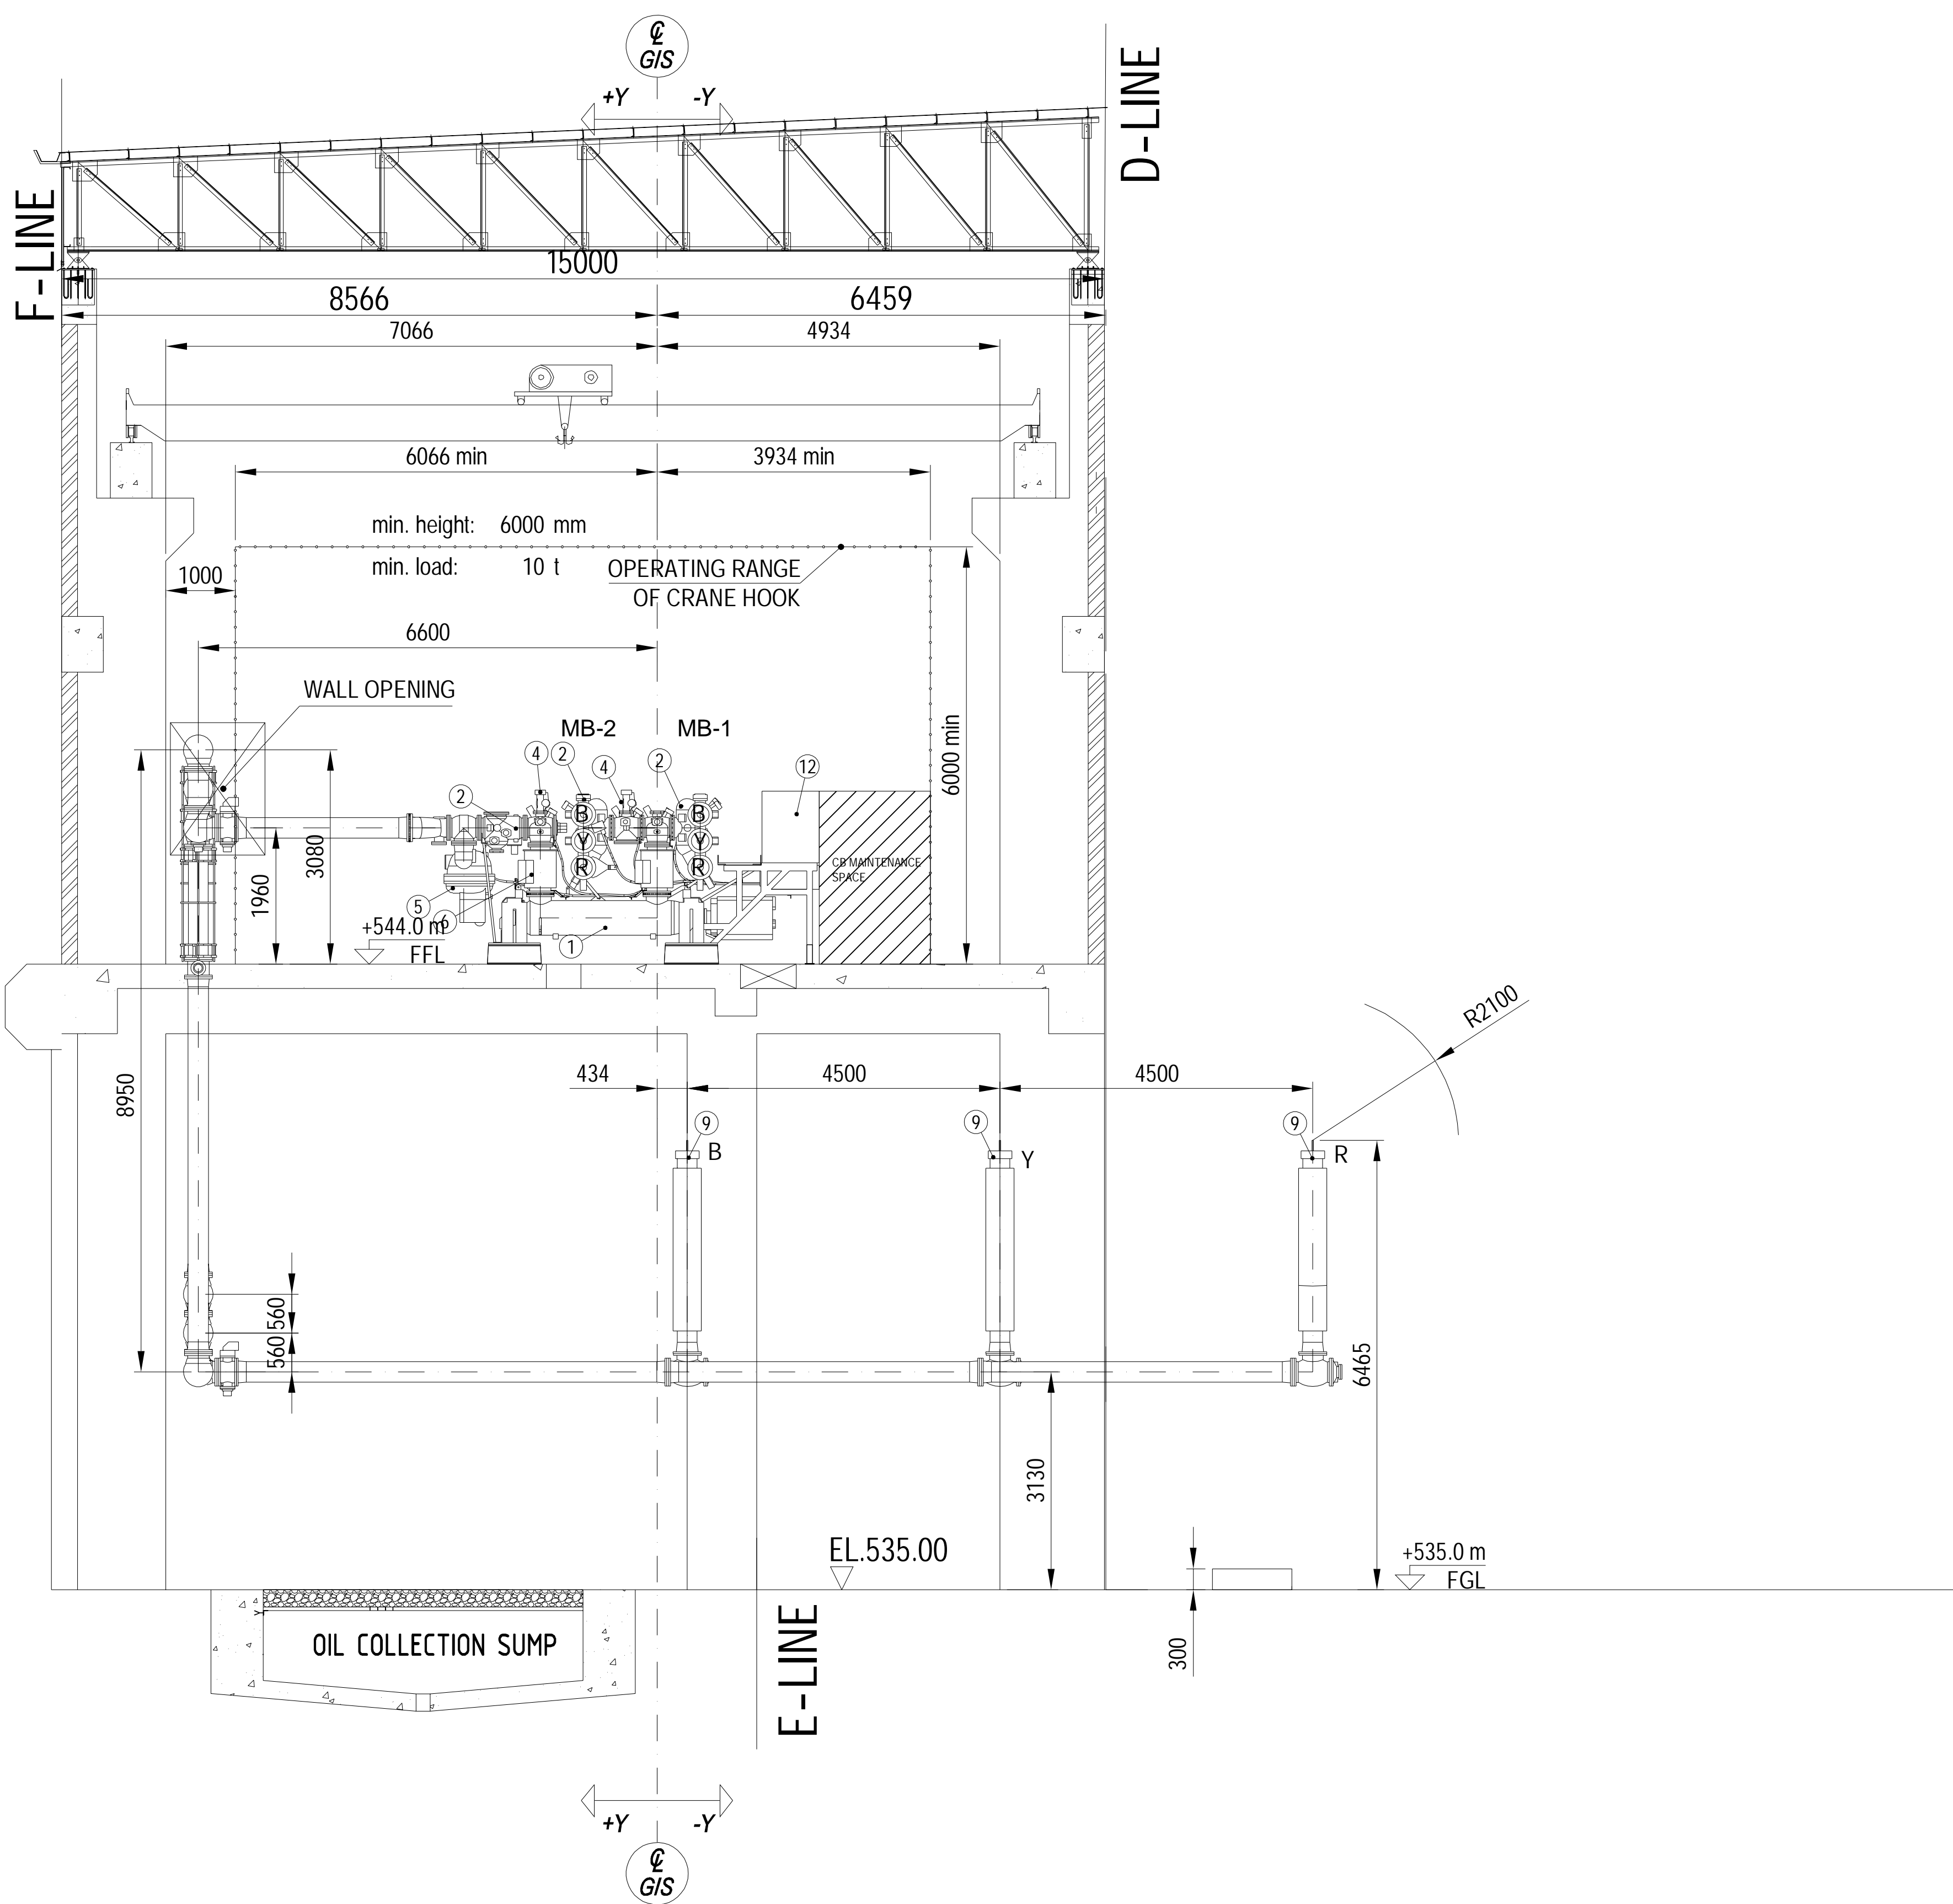 ℄
GIS
+Y -Y
D-LINE
F-LINE
15000
8566 6459
7066 4934
6066 min 3934 min
min. height: 6000 mm
min. load: 10 t
OPERATING RANGE
OF CRANE HOOK
1000
6600
WALL OPENING
6000 min
MB-2 MB-1
4 2 4 2 12
2
B B
Y Y
R R
CB MAINTENANCE
SPACE
3080
1960
5 6
+544.0 m
FFL
1
R2100
8950
434 4500 4500
9 9 9
B Y R
560
560
6465
3130
EL.535.00
+535.0 m
FGL
300
OIL COLLECTION SUMP
E-LINE
+Y -Y
℄
GIS